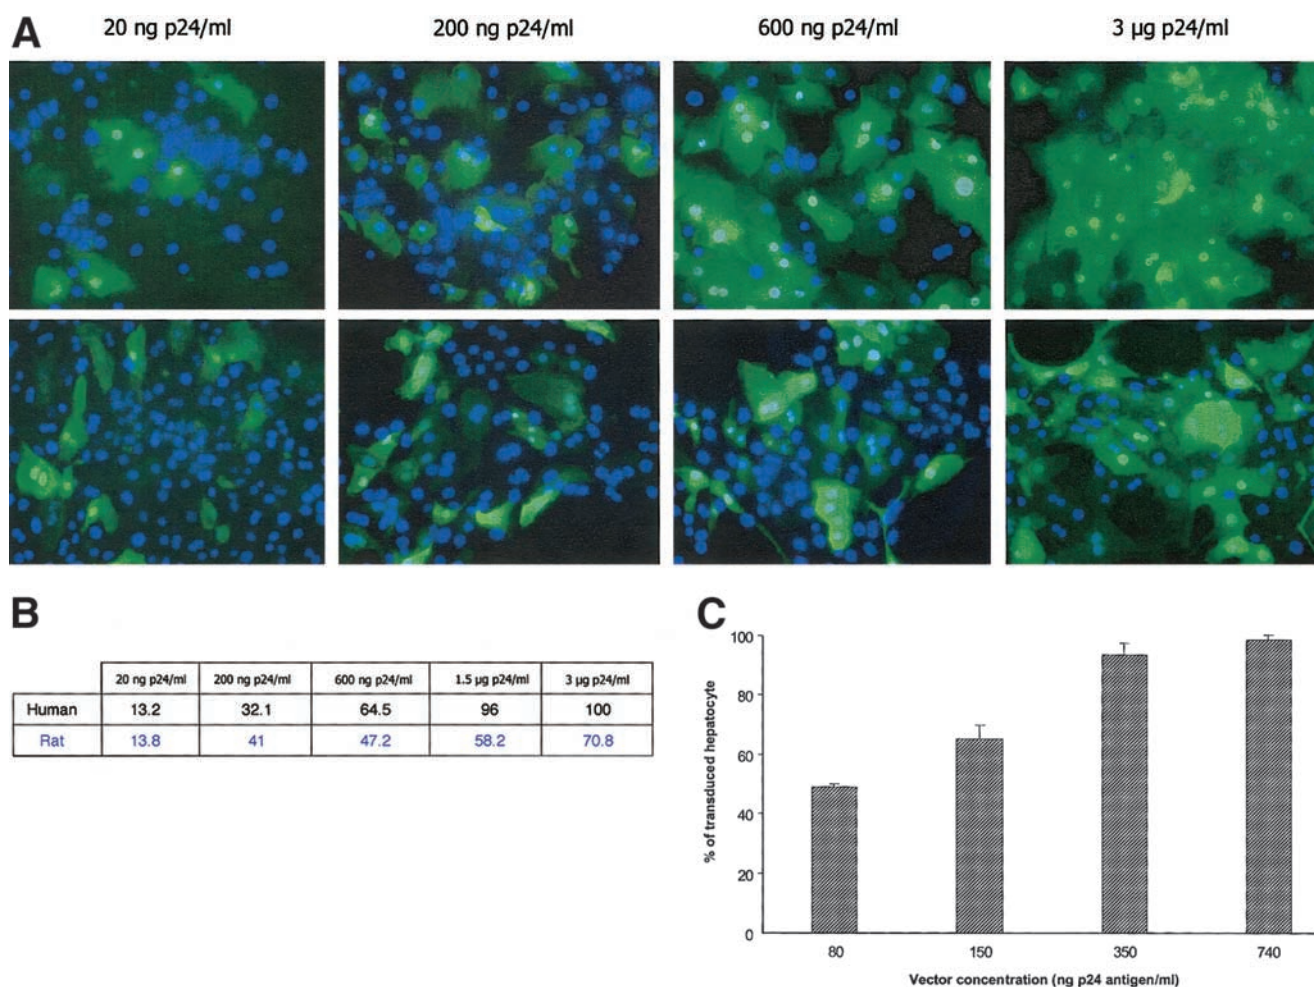 A
20 ng p24/ml 200 ng p24/ml 600 ng p24/ml 3 µg p24/ml
B
20 ng p24/ml 200 ng p24/ml 600 ng p24/ml 1.5 µg p24/ml 3 µg p24/ml
Human 13.2 32.1 64.5 96 100
Rat 13.8 41 47.2 58.2 70.8
C
% of transduced hepatocyte
100
80
60
40
20
0
80 150 350 740
Vector concentration (ng p24 antigen/ml)